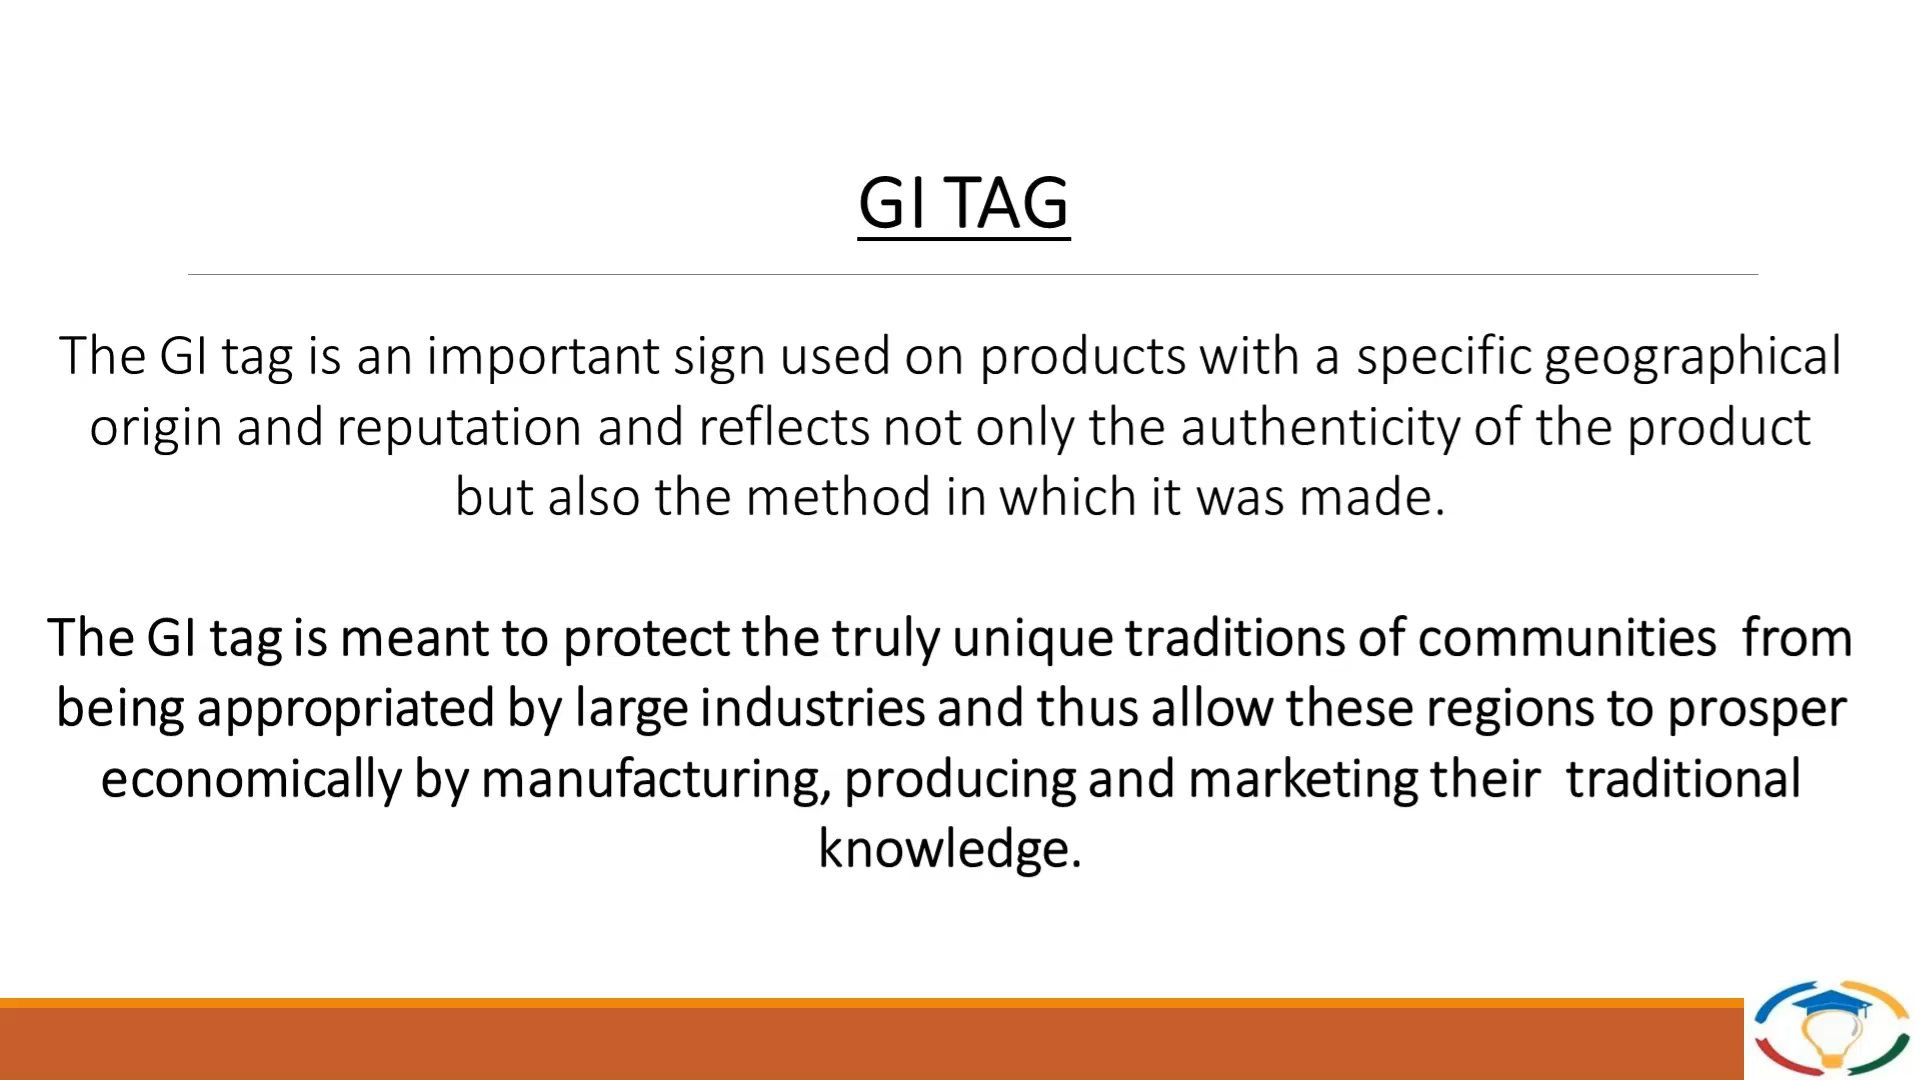 GI TAG
The GI tag is an important sign used on products with a specific geographical
origin and reputation and reflects not only the authenticity of the product
but also the method in which it was made.
The GI tag is meant to protect the truly unique traditions of communities  from
being appropriated by large industries and thus allow these regions to prosper
economically by manufacturing, producing and marketing their  traditional
knowledge.